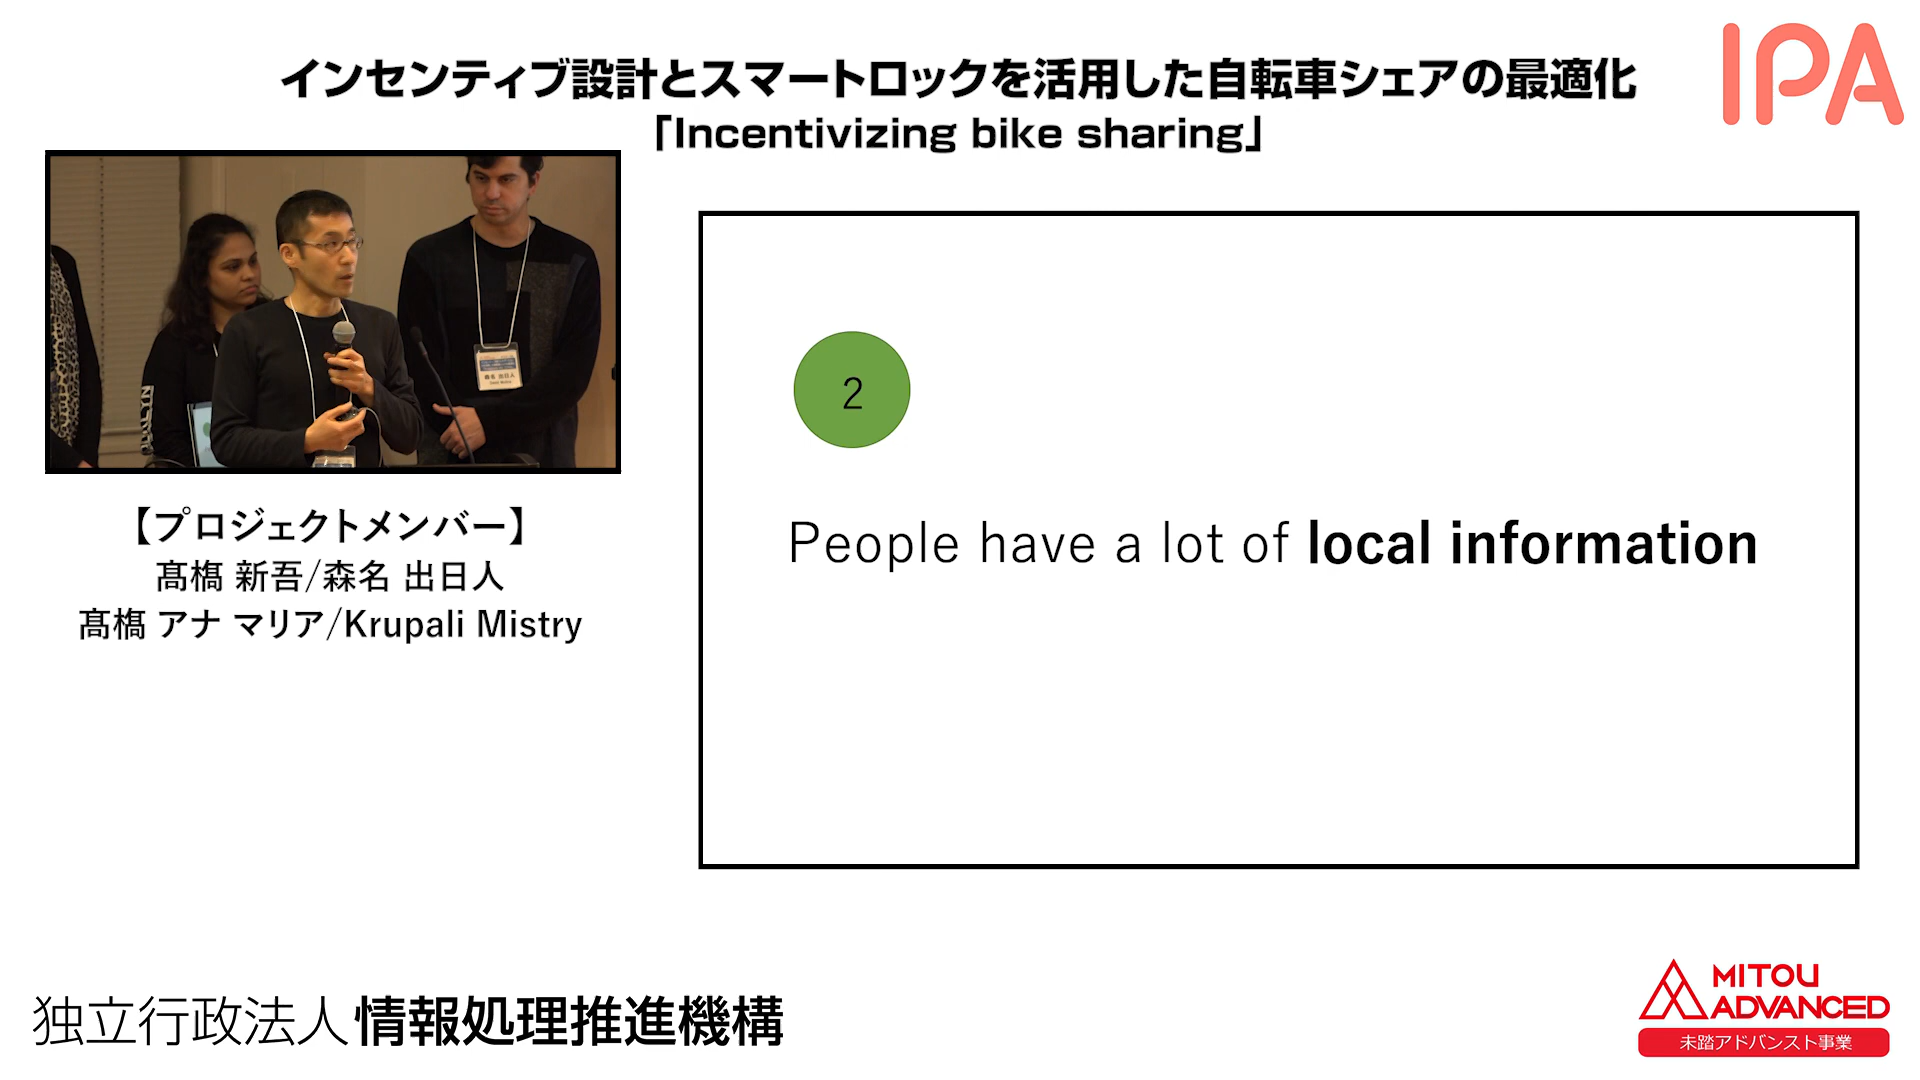 インセンティブ設計とスマートロックを活用した自転車シェアの最適化
「Incentivizing bike sharing」
IPA
2
People have a lot of local information
森名 出日人
【プロジェクトメンバー】
髙橋 新吾/森名 出日人
髙橋 アナ マリア/Krupali Mistry
独立行政法人情報処理推進機構
MITOU
ADVANCED
未踏アドバンスト事業